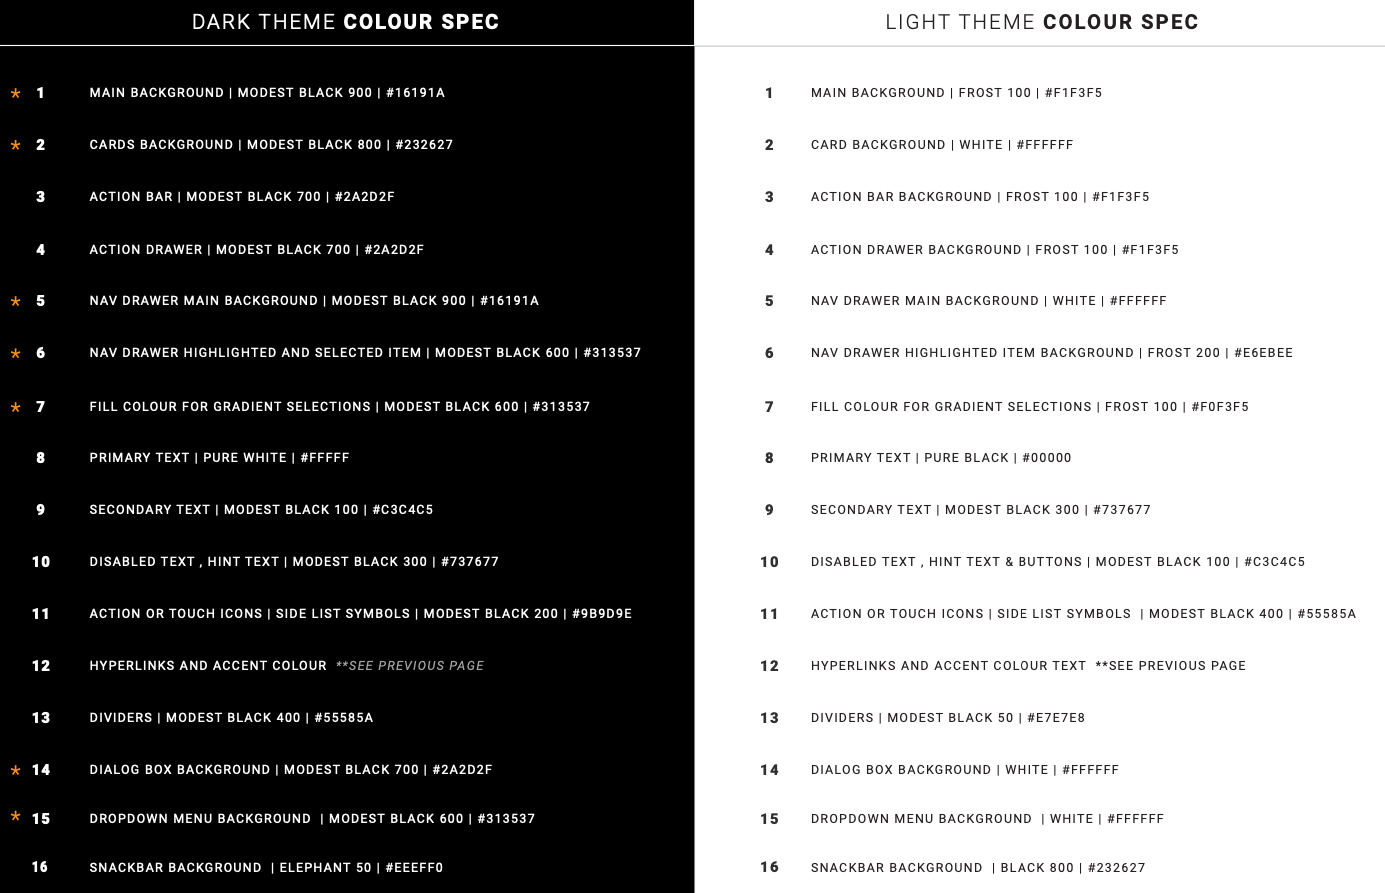 DARK THEME COLOUR SPEC
* 1 MAIN BACKGROUND | MODEST BLACK 900 | #16191A
* 2 CARDS BACKGROUND | MODEST BLACK 800 | #232627
3 ACTION BAR | MODEST BLACK 700 | #2A2D2F
4 ACTION DRAWER | MODEST BLACK 700 | #2A2D2F
* 5 NAV DRAWER MAIN BACKGROUND | MODEST BLACK 900 | #16191A
* 6 NAV DRAWER HIGHLIGHTED AND SELECTED ITEM | MODEST BLACK 600 | #313537
* 7 FILL COLOUR FOR GRADIENT SELECTIONS | MODEST BLACK 600 | #313537
8 PRIMARY TEXT | PURE WHITE | #FFFFF
9 SECONDARY TEXT | MODEST BLACK 100 | #C3C4C5
10 DISABLED TEXT , HINT TEXT | MODEST BLACK 300 | #737677
11 ACTION OR TOUCH ICONS | SIDE LIST SYMBOLS | MODEST BLACK 200 | #9B9D9E
12 HYPERLINKS AND ACCENT COLOUR **SEE PREVIOUS PAGE
13 DIVIDERS | MODEST BLACK 400 | #55585A
* 14 DIALOG BOX BACKGROUND | MODEST BLACK 700 | #2A2D2F
* 15 DROPDOWN MENU BACKGROUND | MODEST BLACK 600 | #313537
16 SNACKBAR BACKGROUND | ELEPHANT 50 | #EEEFF0
LIGHT THEME COLOUR SPEC
1 MAIN BACKGROUND | FROST 100 | #F1F3F5
2 CARD BACKGROUND | WHITE | #FFFFFF
3 ACTION BAR BACKGROUND | FROST 100 | #F1F3F5
4 ACTION DRAWER BACKGROUND | FROST 100 | #F1F3F5
5 NAV DRAWER MAIN BACKGROUND | WHITE | #FFFFFF
6 NAV DRAWER HIGHLIGHTED ITEM BACKGROUND | FROST 200 | #E6EBEE
7 FILL COLOUR FOR GRADIENT SELECTIONS | FROST 100 | #F0F3F5
8 PRIMARY TEXT | PURE BLACK | #00000
9 SECONDARY TEXT | MODEST BLACK 300 | #737677
10 DISABLED TEXT , HINT TEXT & BUTTONS | MODEST BLACK 100 | #C3C4C5
11 ACTION OR TOUCH ICONS | SIDE LIST SYMBOLS | MODEST BLACK 400 | #55585A
12 HYPERLINKS AND ACCENT COLOUR TEXT **SEE PREVIOUS PAGE
13 DIVIDERS | MODEST BLACK 50 | #E7E7E8
14 DIALOG BOX BACKGROUND | WHITE | #FFFFFF
15 DROPDOWN MENU BACKGROUND | WHITE | #FFFFFF
16 SNACKBAR BACKGROUND | BLACK 800 | #232627